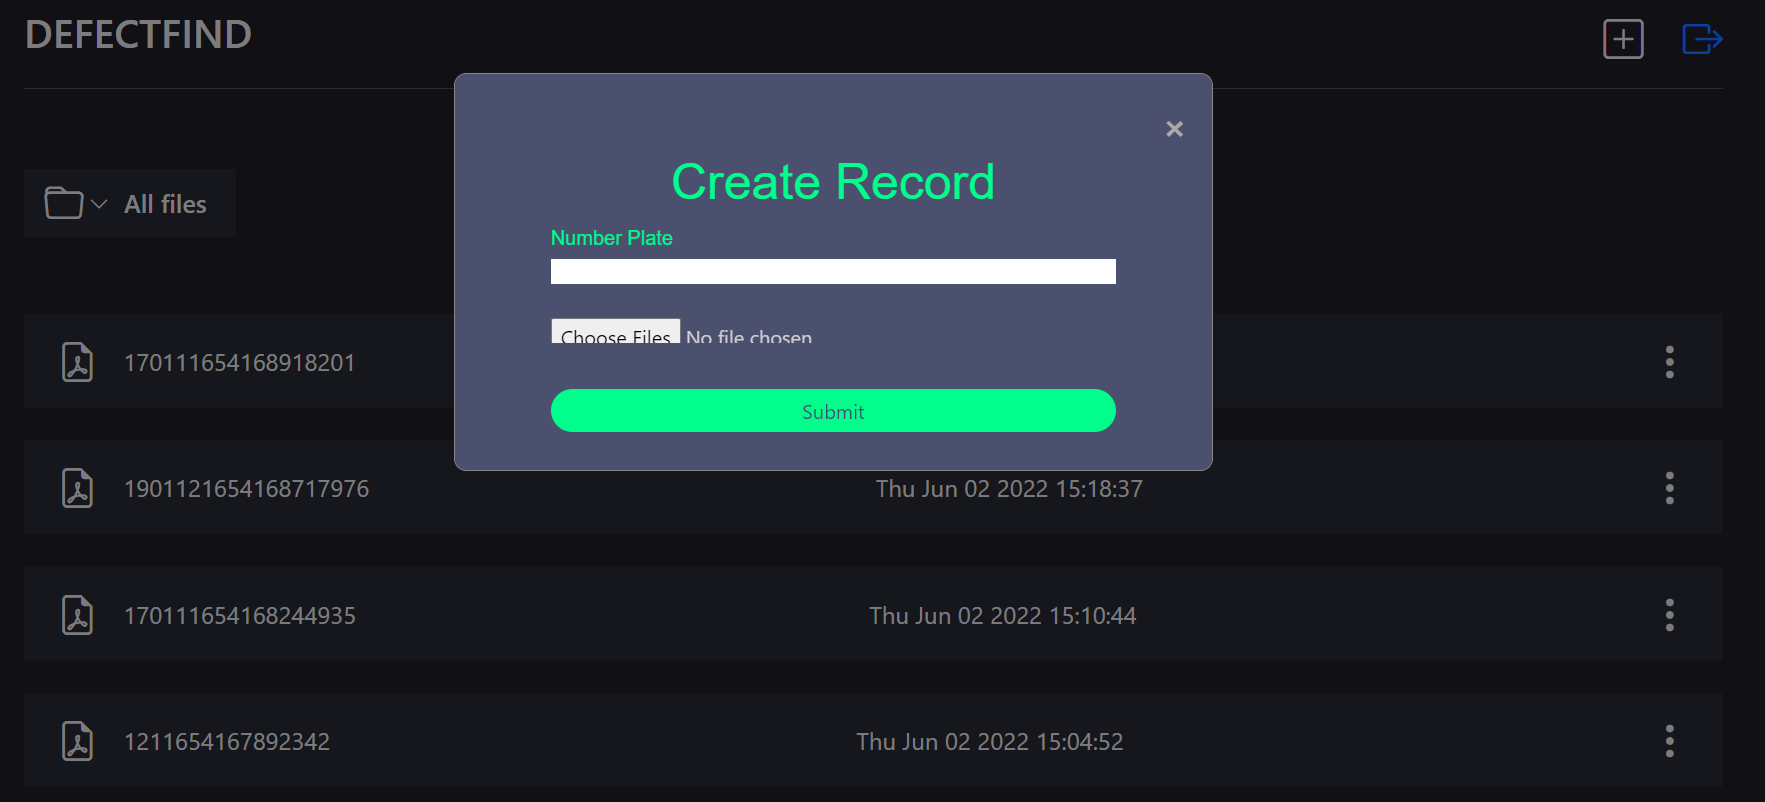 DEFECTFIND
×
Create Record
Number Plate
Choose Files No file chosen
Submit
All files
170111654168918201
1901121654168717976 Thu Jun 02 2022 15:18:37
170111654168244935 Thu Jun 02 2022 15:10:44
1211654167892342 Thu Jun 02 2022 15:04:52